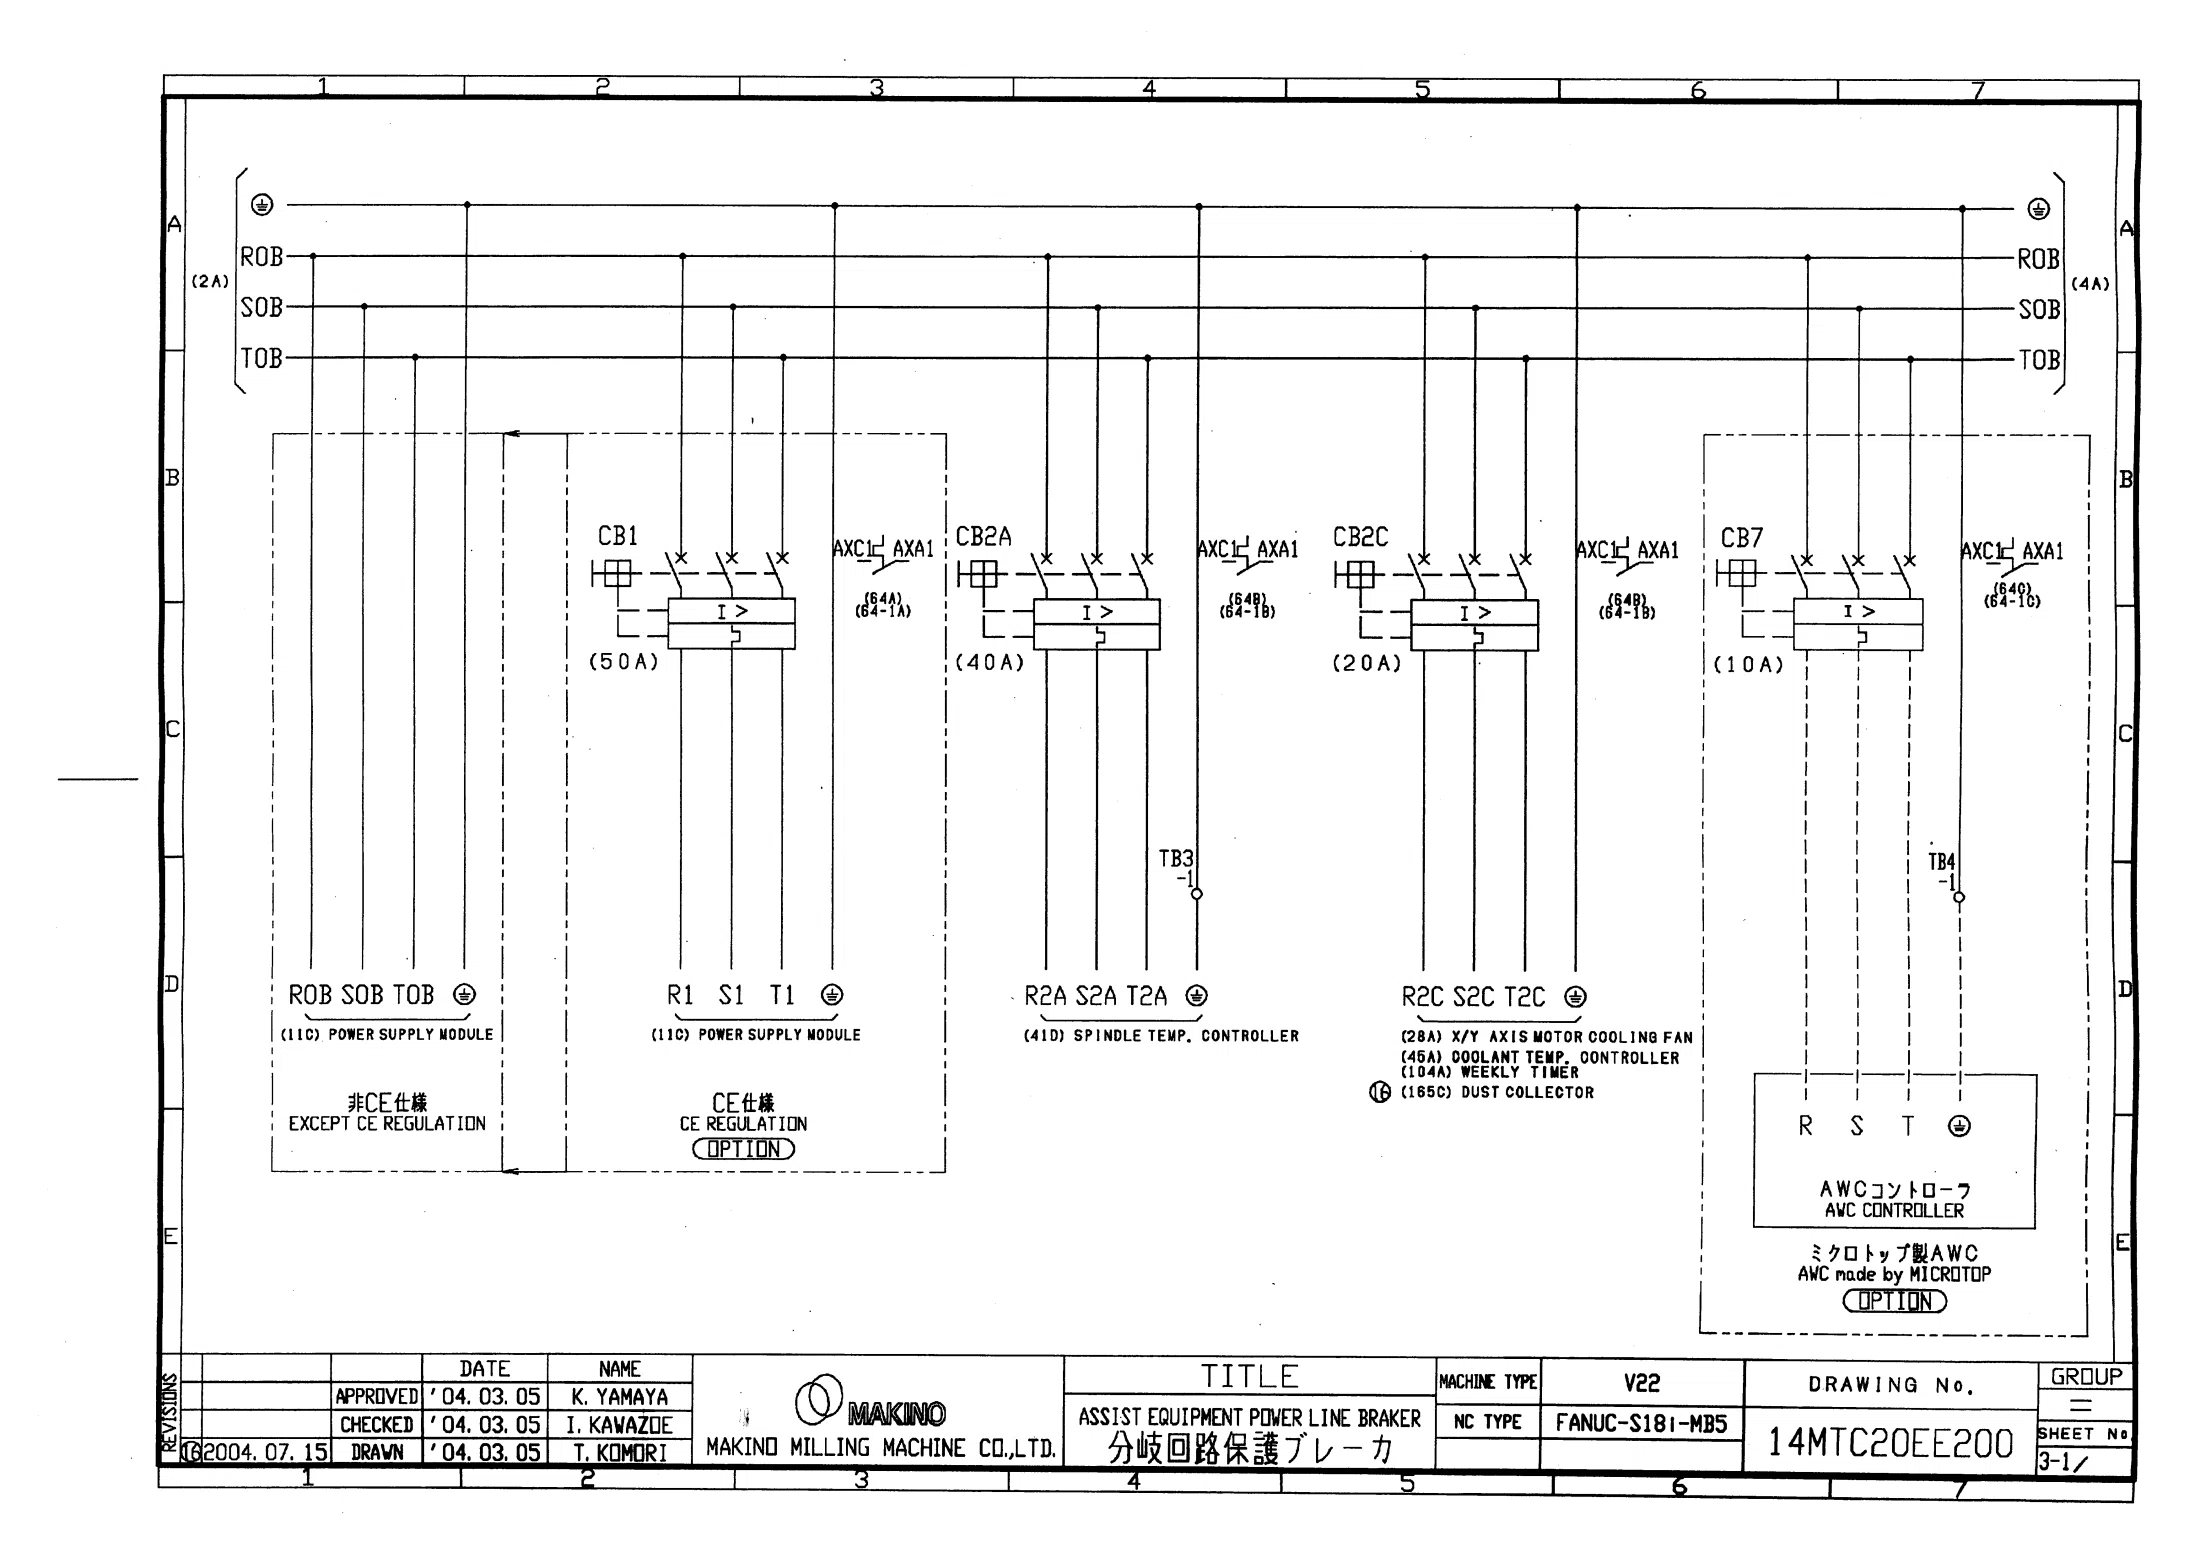 1 2 3 4 5 6 7
A A
B B
C C
D D
E E
ROB ROB
(2A) (4A)
SOB SOB
TOB TOB
CB1 AXC1 AXA1
(64A)
(64-1A)
I >
(50A)
CB2A AXC1 AXA1
(64B)
(64-1B)
I >
(40A)
CB2C AXC1 AXA1
(64B)
(64-1B)
I >
(20A)
CB7 AXC1 AXA1
(64C)
(64-1C)
I >
(10A)
TB3
-1
TB4
-1
ROB SOB TOB
(11C) POWER SUPPLY MODULE
非CE仕様
EXCEPT CE REGULATION
R1 S1 T1
(11C) POWER SUPPLY MODULE
CE仕様
CE REGULATION
OPTION
R2A S2A T2A
(41D) SPINDLE TEMP. CONTROLLER
R2C S2C T2C
(28A) X/Y AXIS MOTOR COOLING FAN
(45A) COOLANT TEMP. CONTROLLER
(104A) WEEKLY TIMER
⑯ (165C) DUST COLLECTOR
R S T
AWCコントローラ
AWC CONTROLLER
ミクロトップ製AWC
AWC made by MICROTOP
OPTION
REVISIONS
⑯ 2004.07.15
DATE NAME
APPROVED '04.03.05 K. YAMAYA
CHECKED '04.03.05 I. KAWAZOE
DRAWN '04.03.05 T. KOMORI
MAKINO
MAKINO MILLING MACHINE CO.,LTD.
TITLE
ASSIST EQUIPMENT POWER LINE BRAKER
分岐回路保護ブレーカ
MACHINE TYPE V22
NC TYPE FANUC-S18i-MB5
DRAWING No.
14MTC20EE200
GROUP
=
SHEET No.
3-1/
1 2 3 4 5 6 7